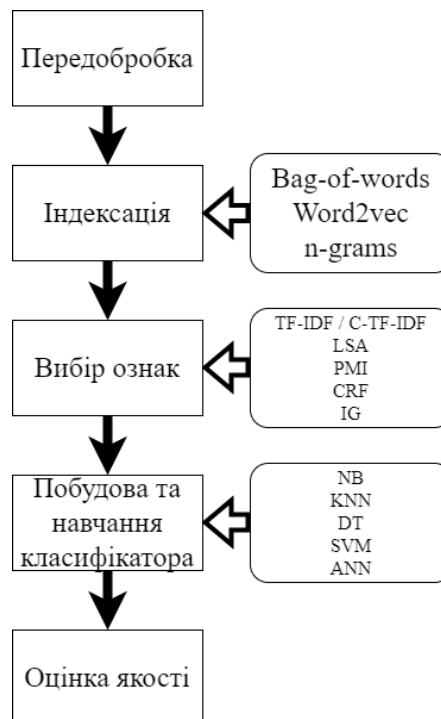 Передобробка
Індексація
Bag-of-words
Word2vec
n-grams
Вибір ознак
TF-IDF / C-TF-IDF
LSA
PMI
CRF
IG
Побудова та
навчання
класифікатора
NB
KNN
DT
SVM
ANN
Оцінка якості